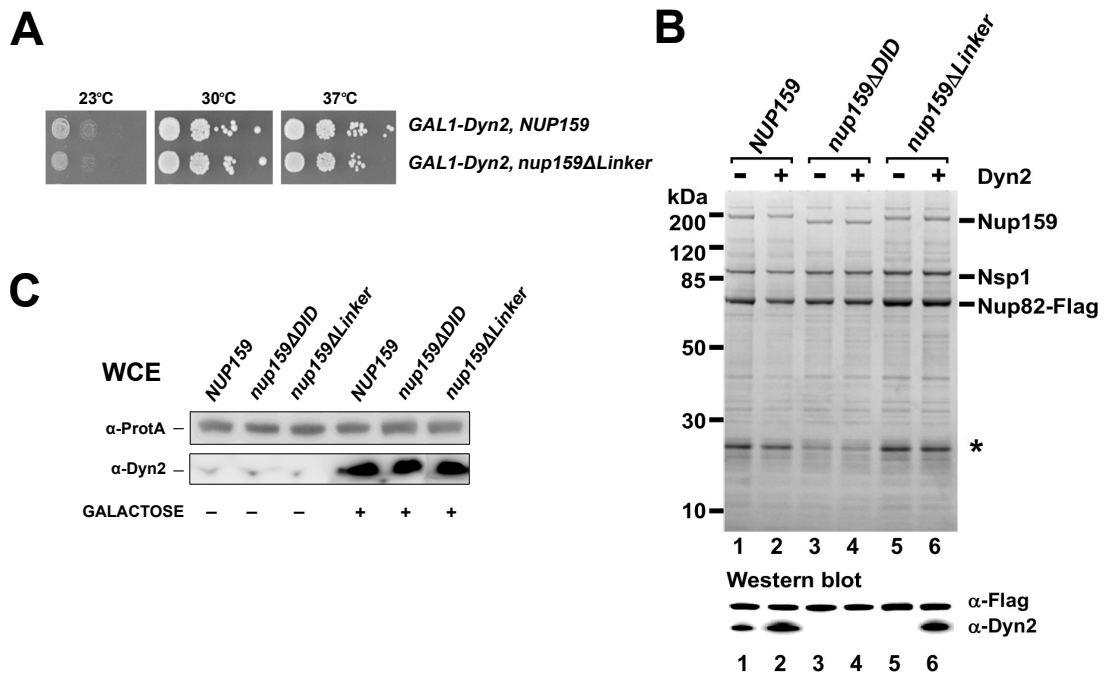 A
23°C 30°C 37°C
GAL1-Dyn2, NUP159
GAL1-Dyn2, nup159ΔLinker
B
NUP159 nup159ΔDID nup159ΔLinker
- + - + - + Dyn2
kDa
200
120
85
50
30
10
Nup159
Nsp1
Nup82-Flag
*
1 2 3 4 5 6
Western blot
α-Flag
α-Dyn2
1 2 3 4 5 6
C
WCE
NUP159 nup159ΔDID nup159ΔLinker NUP159 nup159ΔDID nup159ΔLinker
α-ProtA –
α-Dyn2 –
GALACTOSE – – – + + +